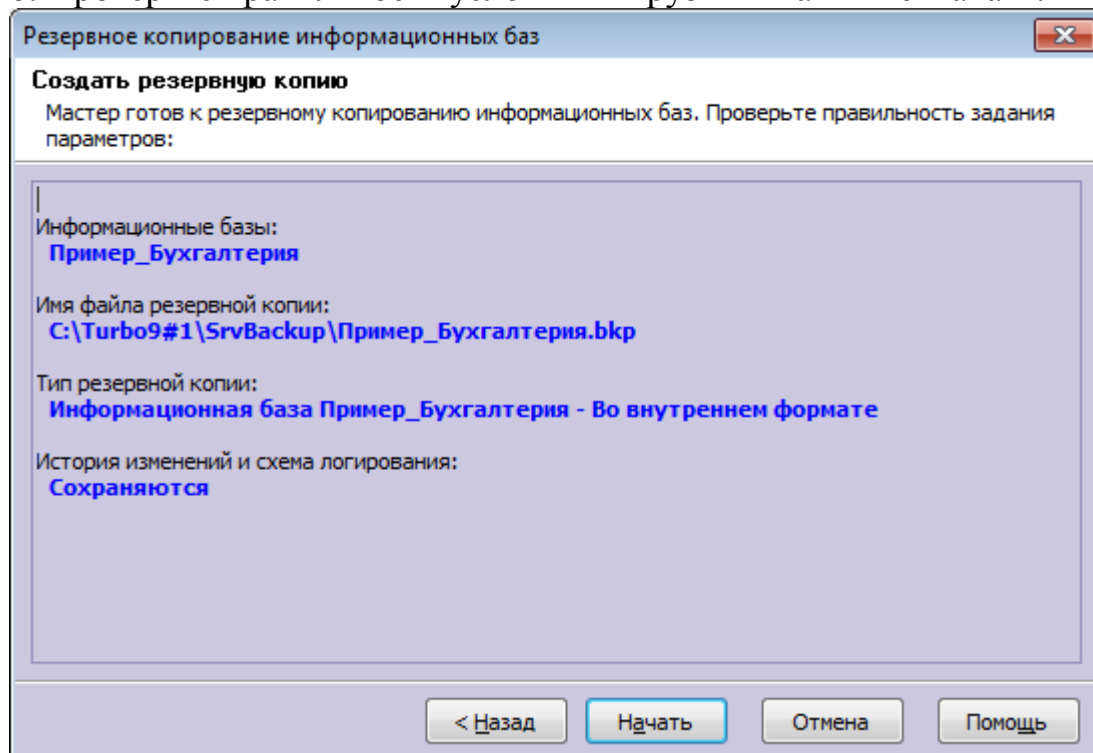 Резервное копирование информационных баз
Создать резервную копию
Мастер готов к резервному копированию информационных баз. Проверьте правильность задания
параметров:
Информационные базы:
Пример_Бухгалтерия
Имя файла резервной копии:
C:\Turbo9#1\SrvBackup\Пример_Бухгалтерия.bkp
Тип резервной копии:
Информационная база Пример_Бухгалтерия - Во внутреннем формате
История изменений и схема логирования:
Сохраняются
< Назад Начать Отмена Помощь